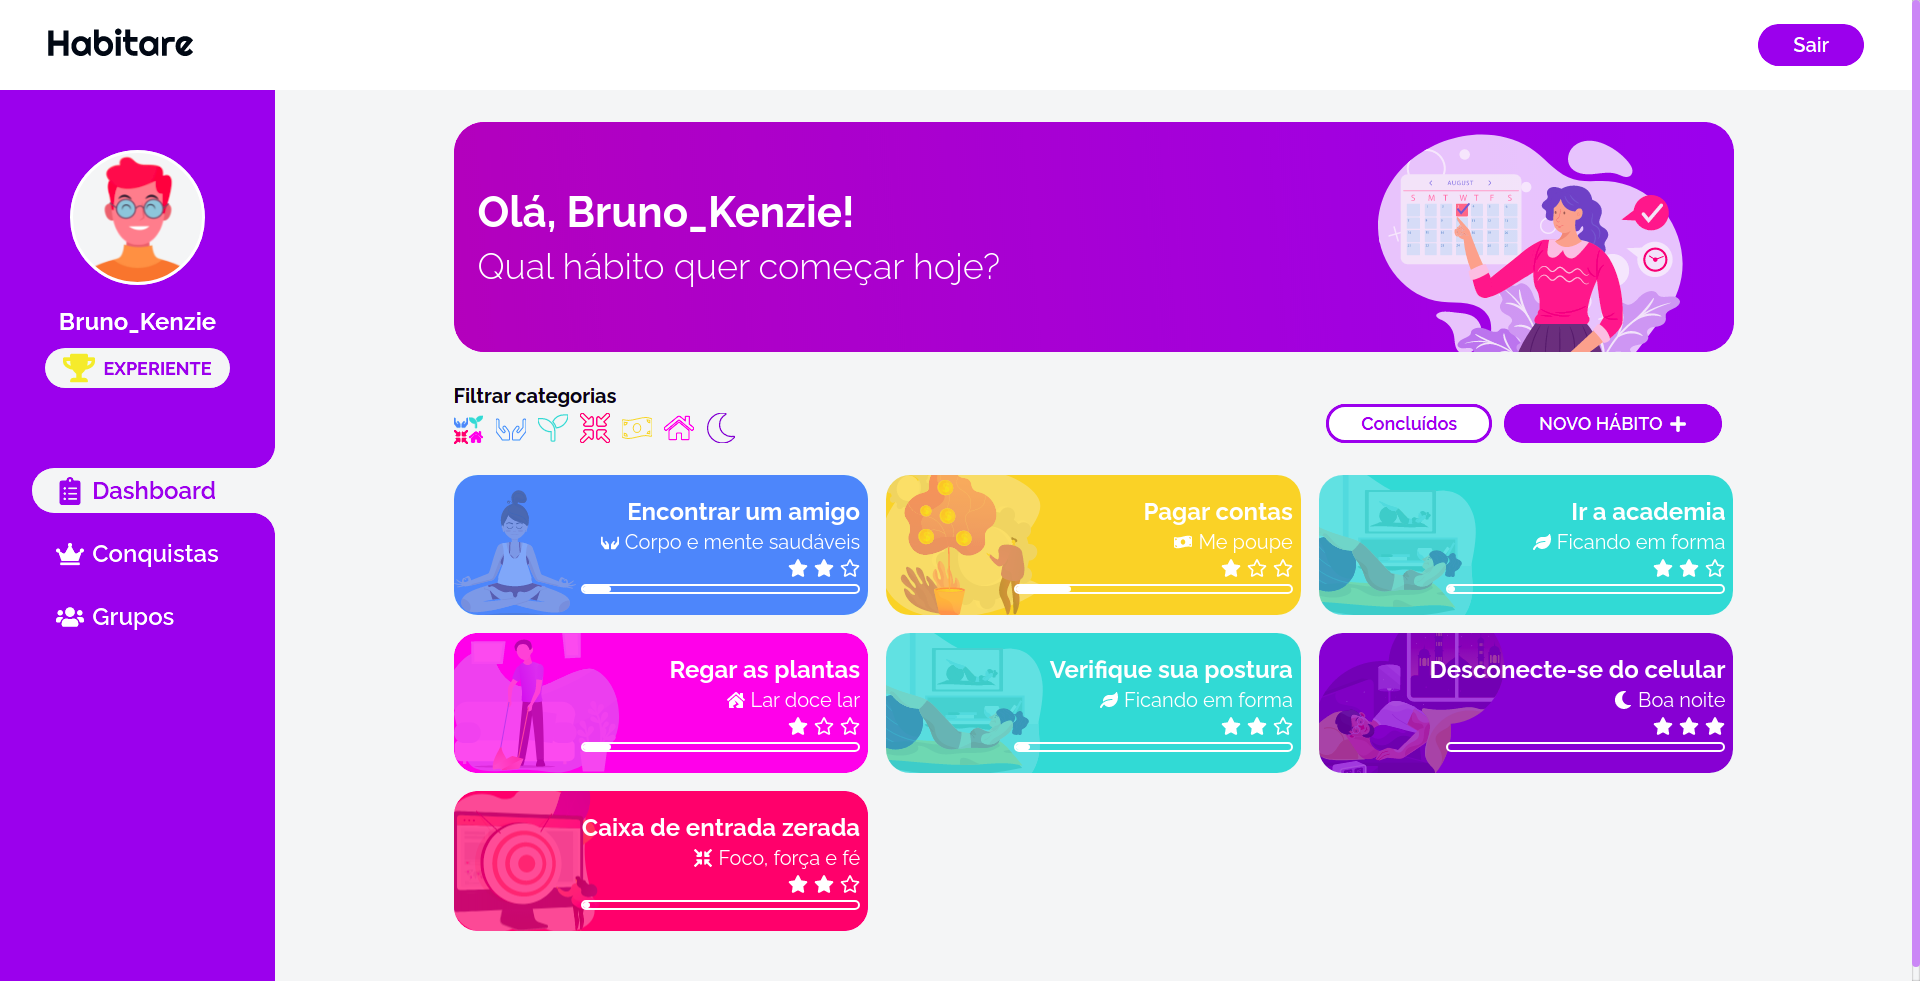 Habitare
Sair
Bruno_Kenzie
EXPERIENTE
Dashboard
Conquistas
Grupos
Olá, Bruno_Kenzie!
Qual hábito quer começar hoje?
AUGUST
S M T W T F S
Filtrar categorias
Concluídos
NOVO HÁBITO
Encontrar um amigo
Corpo e mente saudáveis
Pagar contas
Me poupe
Ir a academia
Ficando em forma
Regar as plantas
Lar doce lar
Verifique sua postura
Ficando em forma
Desconecte-se do celular
Boa noite
Caixa de entrada zerada
Foco, força e fé